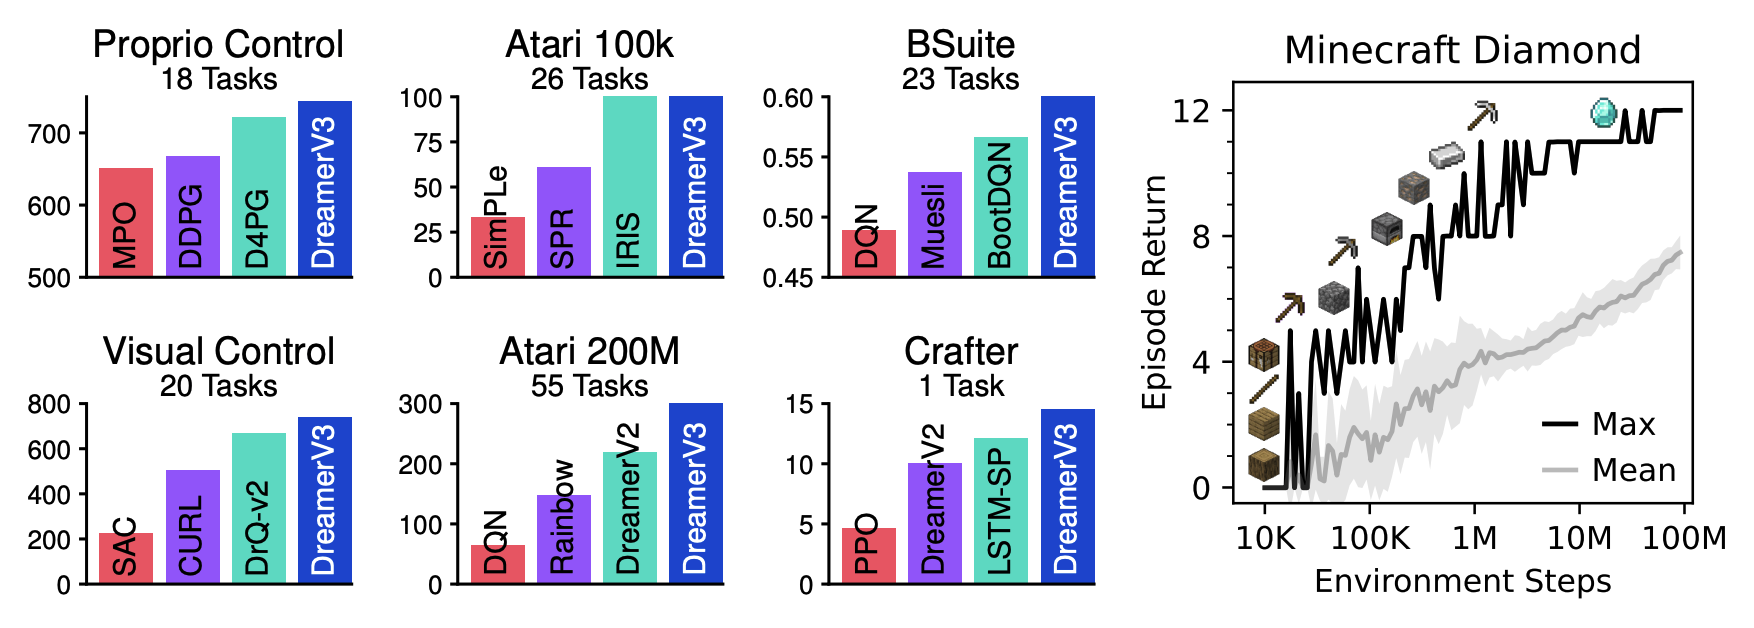 Proprio Control
18 Tasks
700
600
500
MPO
DDPG
D4PG
DreamerV3
Atari 100k
26 Tasks
100
75
50
25
0
SimPLe
SPR
IRIS
DreamerV3
BSuite
23 Tasks
0.60
0.55
0.50
0.45
DQN
Muesli
BootDQN
DreamerV3
Visual Control
20 Tasks
800
600
400
200
0
SAC
CURL
DrQ-v2
DreamerV3
Atari 200M
55 Tasks
300
200
100
0
DQN
Rainbow
DreamerV2
DreamerV3
Crafter
1 Task
15
10
5
0
PPO
DreamerV2
LSTM-SP
DreamerV3
Minecraft Diamond
Episode Return
12
8
4
0
Max
Mean
10K 100K 1M 10M 100M
Environment Steps